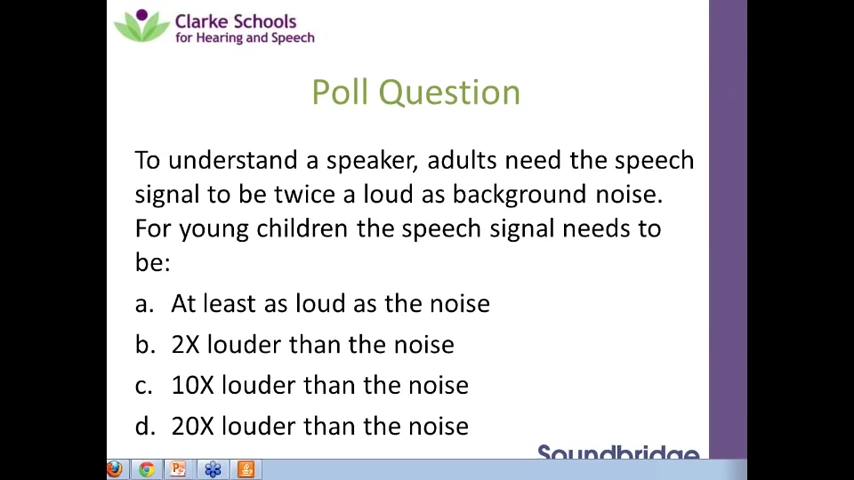 Clarke Schools
for Hearing and Speech
Poll Question
To understand a speaker, adults need the speech
signal to be twice a loud as background noise.
For young children the speech signal needs to
be:
a. At least as loud as the noise
b. 2X louder than the noise
c. 10X louder than the noise
d. 20X louder than the noise
Soundbridge